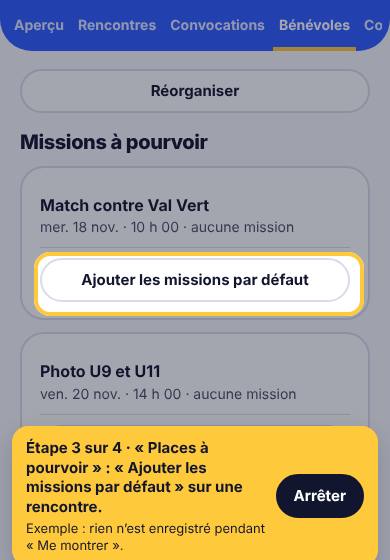 Aperçu Rencontres Convocations Bénévoles Co
Réorganiser
Missions à pourvoir
Match contre Val Vert
mer. 18 nov. · 10 h 00 · aucune mission
Ajouter les missions par défaut
Photo U9 et U11
ven. 20 nov. · 14 h 00 · aucune mission
Étape 3 sur 4 · « Places à
pourvoir » : « Ajouter les
missions par défaut » sur une
rencontre.
Arrêter
Exemple : rien n’est enregistré pendant
« Me montrer ».